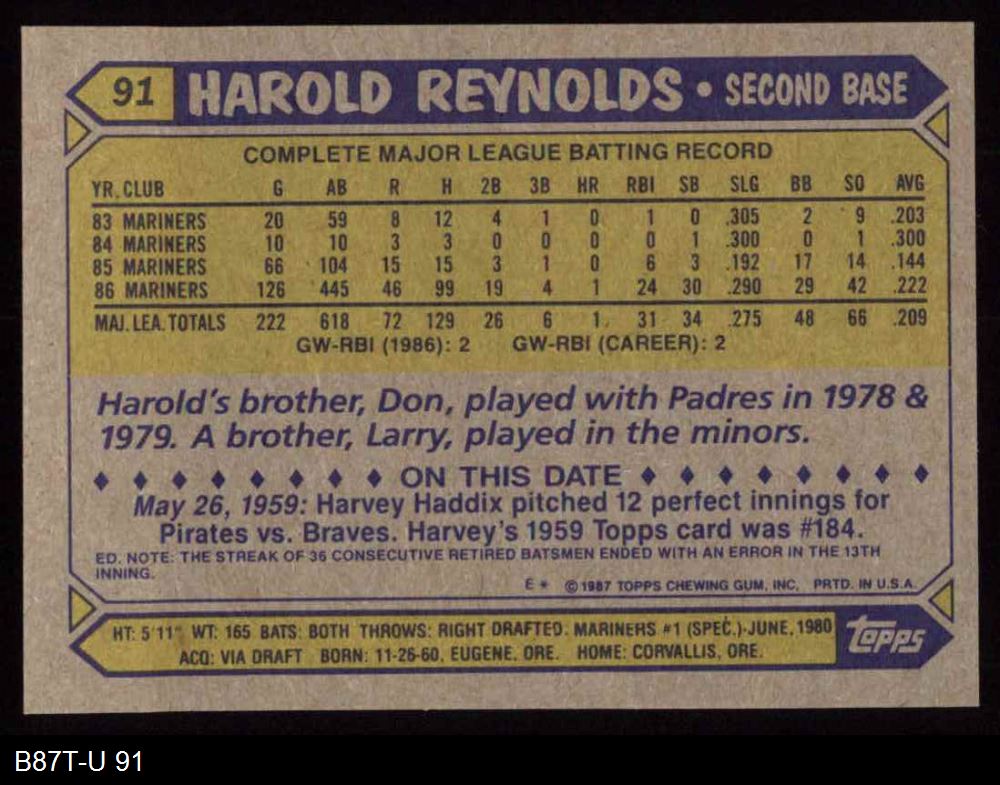 91 HAROLD REYNOLDS • SECOND BASE
COMPLETE MAJOR LEAGUE BATTING RECORD
YR. CLUB G AB R H 2B 3B HR RBI SB SLG BB SO AVG
83 MARINERS 20 59 8 12 4 1 0 1 0 .305 2 9 .203
84 MARINERS 10 10 3 3 0 0 0 0 1 .300 0 1 .300
85 MARINERS 66 104 15 15 3 1 0 6 3 .192 17 14 .144
86 MARINERS 126 445 46 99 19 4 1 24 30 .290 29 42 .222
MAJ. LEA. TOTALS 222 618 72 129 26 6 1 31 34 .275 48 66 .209
GW-RBI (1986): 2 GW-RBI (CAREER): 2
Harold's brother, Don, played with Padres in 1978 &
1979. A brother, Larry, played in the minors.
ON THIS DATE
May 26, 1959: Harvey Haddix pitched 12 perfect innings for
Pirates vs. Braves. Harvey's 1959 Topps card was #184.
ED. NOTE: THE STREAK OF 36 CONSECUTIVE RETIRED BATSMEN ENDED WITH AN ERROR IN THE 13TH
INNING.
E* © 1987 TOPPS CHEWING GUM, INC. PRTD. IN U.S.A.
HT: 5'11" WT: 165 BATS: BOTH THROWS: RIGHT DRAFTED: MARINERS #1 (SPEC.)-JUNE, 1980
ACQ: VIA DRAFT BORN: 11-26-60, EUGENE, ORE. HOME: CORVALLIS, ORE.
Topps
B87T-U 91